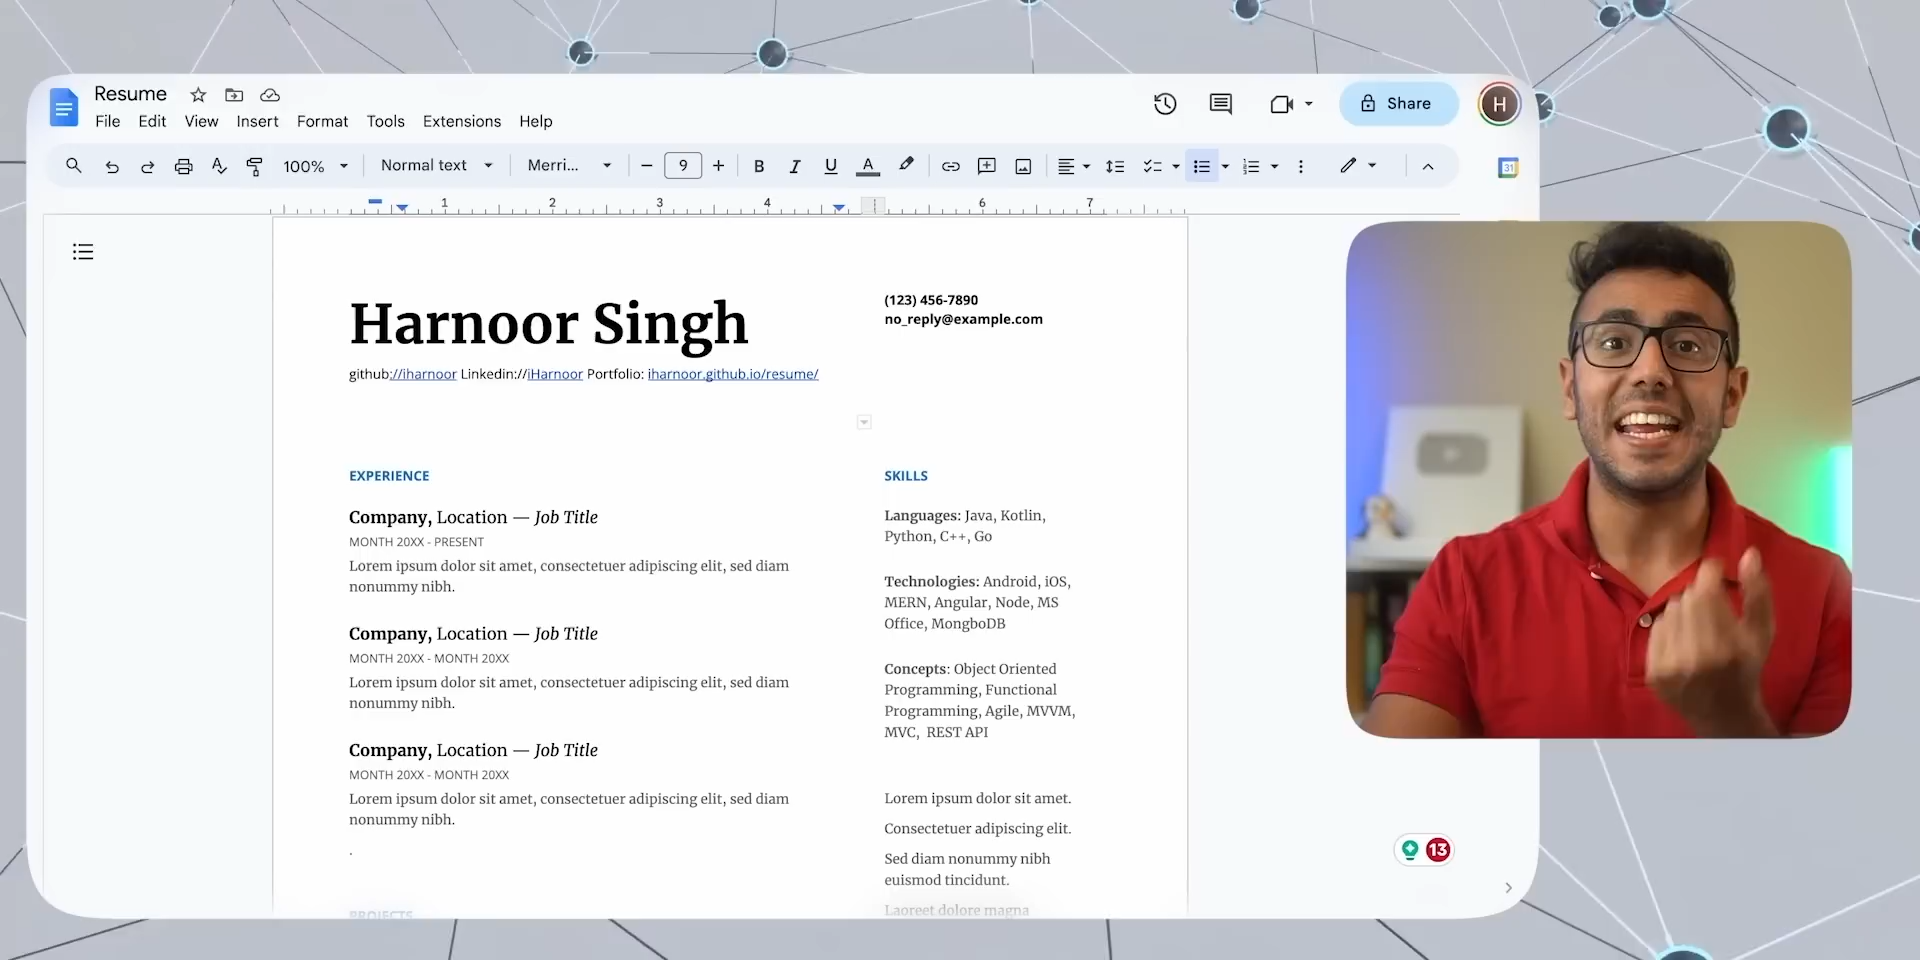 Resume
File Edit View Insert Format Tools Extensions Help
Share
H
100% Normal text Merri... 9 B I U A
31
1 2 3 4 6 7
Harnoor Singh
(123) 456-7890
no_reply@example.com
github://iharnoor Linkedin://iHarnoor Portfolio: iharnoor.github.io/resume/
EXPERIENCE
Company, Location — Job Title
MONTH 20XX - PRESENT
Lorem ipsum dolor sit amet, consectetuer adipiscing elit, sed diam
nonummy nibh.
Company, Location — Job Title
MONTH 20XX - MONTH 20XX
Lorem ipsum dolor sit amet, consectetuer adipiscing elit, sed diam
nonummy nibh.
Company, Location — Job Title
MONTH 20XX - MONTH 20XX
Lorem ipsum dolor sit amet, consectetuer adipiscing elit, sed diam
nonummy nibh.
.
PROJECTS
SKILLS
Languages: Java, Kotlin,
Python, C++, Go
Technologies: Android, iOS,
MERN, Angular, Node, MS
Office, MongboDB
Concepts: Object Oriented
Programming, Functional
Programming, Agile, MVVM,
MVC, REST API
Lorem ipsum dolor sit amet.
Consectetuer adipiscing elit.
Sed diam nonummy nibh
euismod tincidunt.
Laoreet dolore magna
13